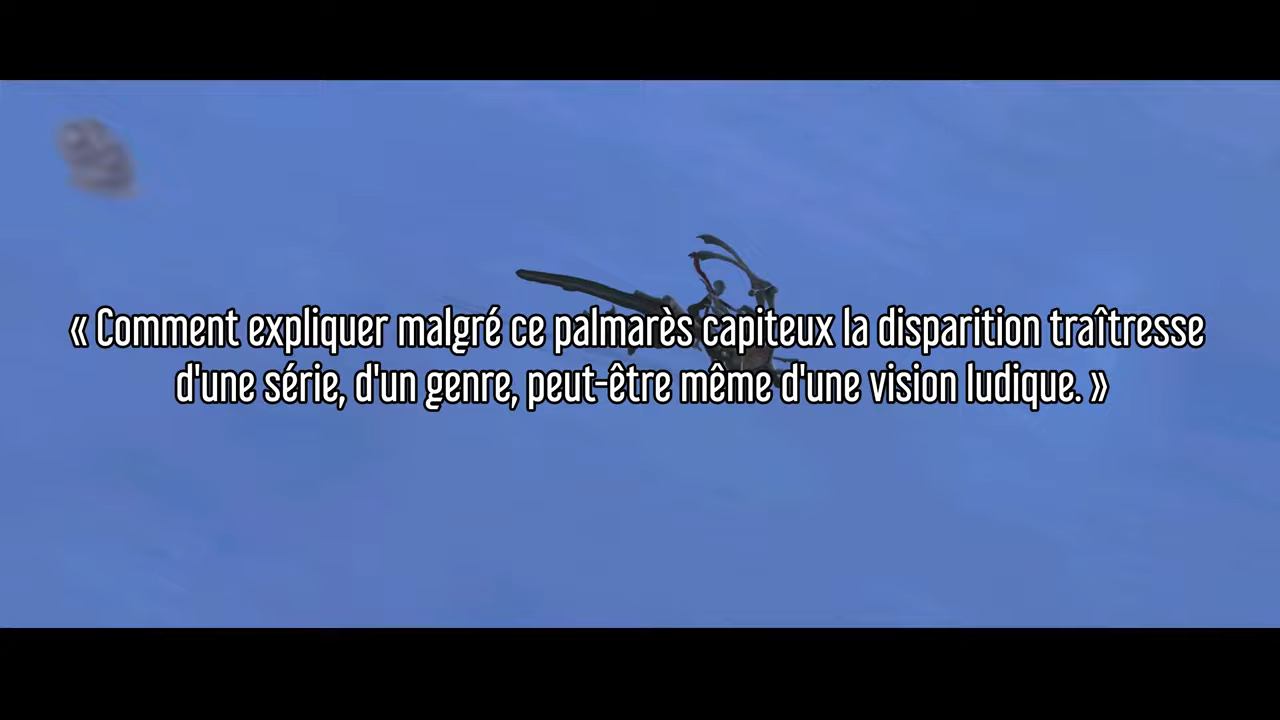 « Comment expliquer malgré ce palmarès capiteux la disparition traîtresse
d'une série, d'un genre, peut-être même d'une vision ludique. »